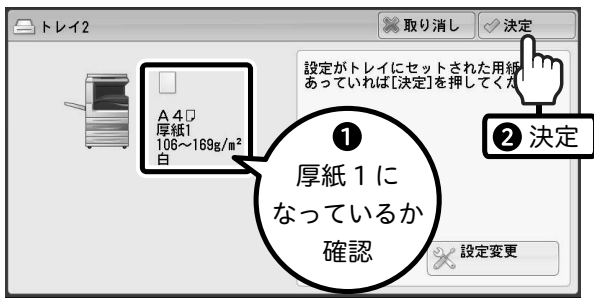 トレイ2
取り消し
決定
設定がトレイにセットされた用紙
あっていれば[決定]を押してくだ
A4
厚紙1
106～169g/m²
白
❶
厚紙１に
なっているか
確認
❷ 決定
設定変更